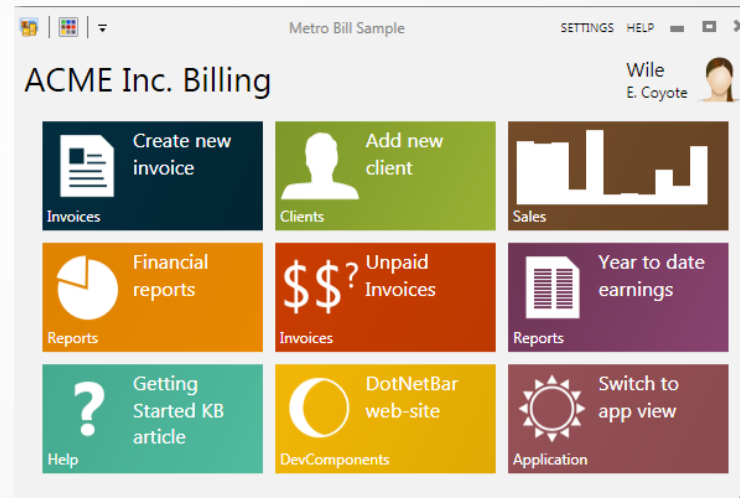 Metro Bill Sample
SETTINGS HELP
ACME Inc. Billing
Wile
E. Coyote
Create new
invoice
Invoices
Add new
client
Clients
Sales
Financial
reports
Reports
$$?
Unpaid
Invoices
Invoices
Year to date
earnings
Reports
?
Getting
Started KB
article
Help
DotNetBar
web-site
DevComponents
Switch to
app view
Application